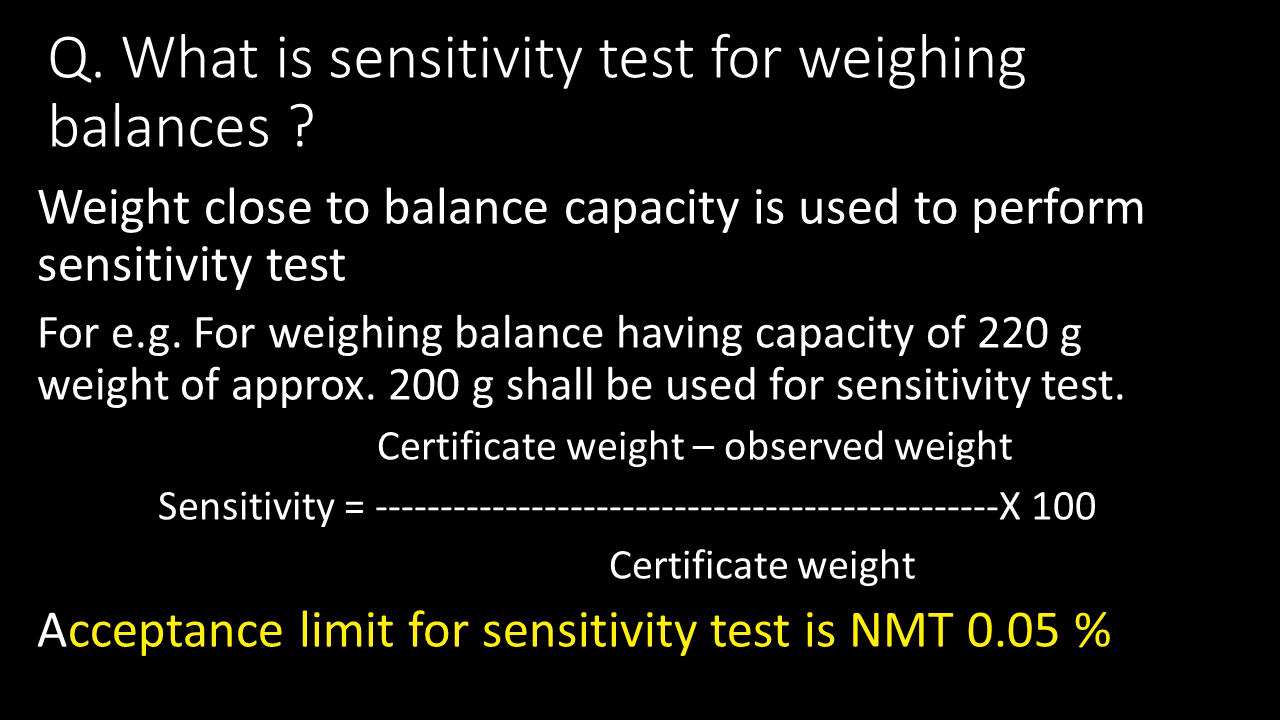 Q. What is sensitivity test for weighing
balances ?
Weight close to balance capacity is used to perform
sensitivity test
For e.g. For weighing balance having capacity of 220 g
weight of approx. 200 g shall be used for sensitivity test.
Certificate weight – observed weight
Sensitivity = ------------------------------------------------X 100
Certificate weight
Acceptance limit for sensitivity test is NMT 0.05 %